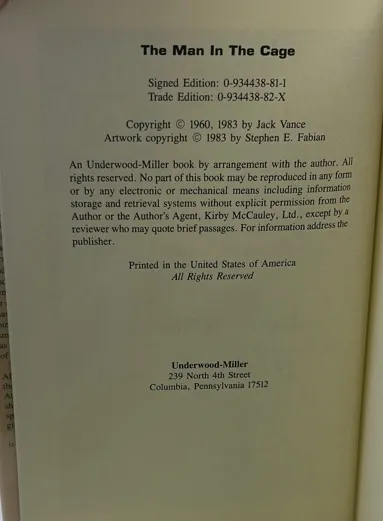 The Man In The Cage
Signed Edition: 0-934438-81-1
Trade Edition: 0-934438-82-X
Copyright © 1960, 1983 by Jack Vance
Artwork copyright © 1983 by Stephen E. Fabian
An Underwood-Miller book by arrangement with the author. All
rights reserved. No part of this book may be reproduced in any form
or by any electronic or mechanical means including information
storage and retrieval systems without explicit permission from the
Author or the Author's Agent, Kirby McCauley, Ltd., except by a
reviewer who may quote brief passages. For information address the
publisher.
Printed in the United States of America
All Rights Reserved
Underwood-Miller
239 North 4th Street
Columbia, Pennsylvania 17512